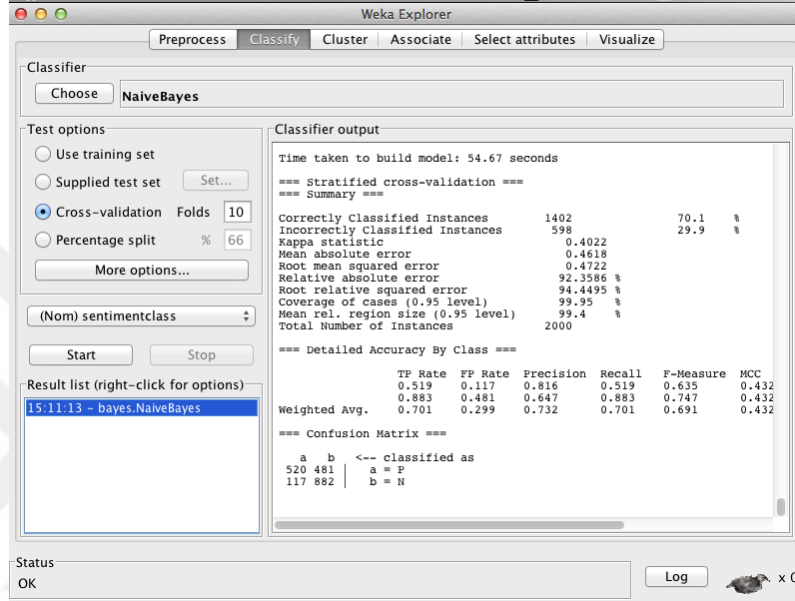 Weka Explorer
Preprocess Classify Cluster Associate Select attributes Visualize
Classifier
Choose NaiveBayes
Test options
Use training set
Supplied test set Set...
Cross-validation Folds 10
Percentage split % 66
More options...
(Nom) sentimentclass
Start Stop
Result list (right-click for options)
15:11:13 - bayes.NaiveBayes
Classifier output
Time taken to build model: 54.67 seconds
=== Stratified cross-validation ===
=== Summary ===
Correctly Classified Instances 1402 70.1 %
Incorrectly Classified Instances 598 29.9 %
Kappa statistic 0.4022
Mean absolute error 0.4618
Root mean squared error 0.4722
Relative absolute error 92.3586 %
Root relative squared error 94.4495 %
Coverage of cases (0.95 level) 99.95 %
Mean rel. region size (0.95 level) 99.4 %
Total Number of Instances 2000
=== Detailed Accuracy By Class ===
TP Rate FP Rate Precision Recall F-Measure MCC
0.519 0.117 0.816 0.519 0.635 0.432
0.883 0.481 0.647 0.883 0.747 0.432
Weighted Avg. 0.701 0.299 0.732 0.701 0.691 0.432
=== Confusion Matrix ===
a b <-- classified as
520 481 | a = P
117 882 | b = N
Status
OK
Log
x 0